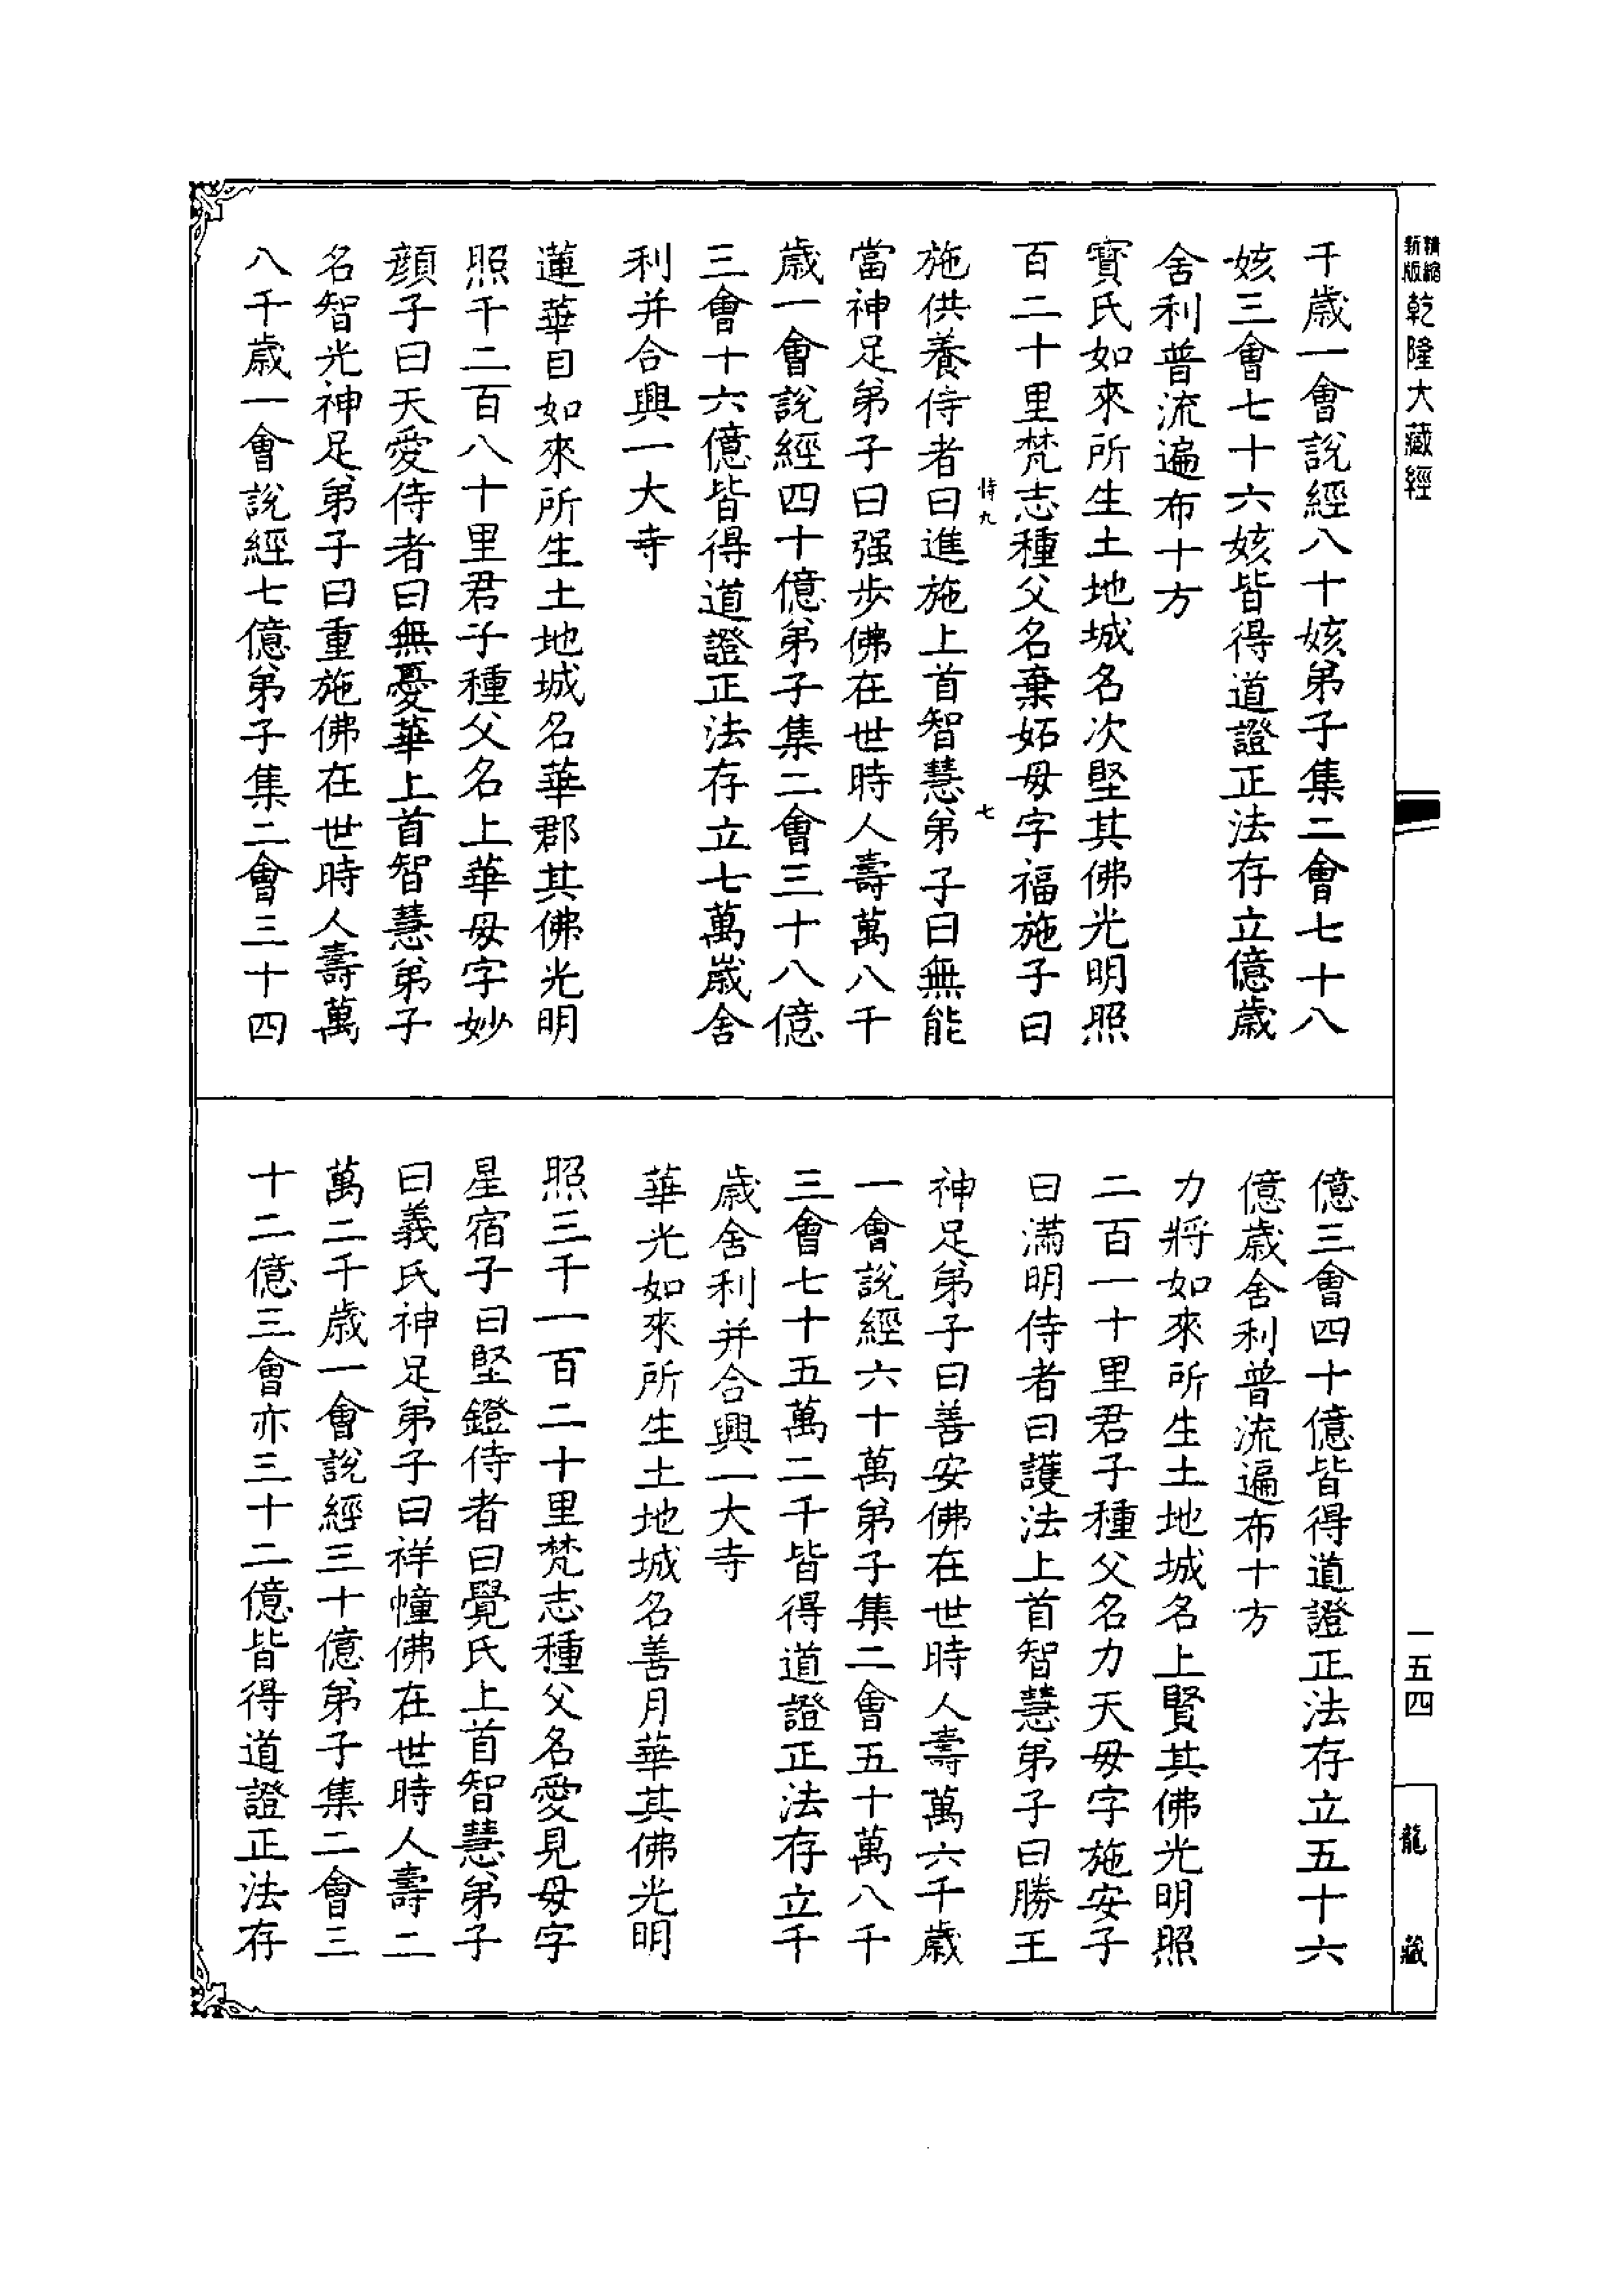 精縮新版乾隆大藏經
千歲一會說經八十姟弟子集二會七十八
姟三會七十六姟皆得道證正法存立億歲
舍利普流遍布十方
寶氏如來所生土地城名次堅其佛光明照
百二十里梵志種父名棄妬母字福施子曰
恃九
七
施供養侍者曰進施上首智慧弟子曰無能
當神足弟子曰强步佛在世時人壽萬八千
歲一會說經四十億弟子集二會三十八億
三會十六億皆得道證正法存立七萬歲舍
利并合興一大寺
蓮華目如來所生土地城名華郡其佛光明
照千二百八十里君子種父名上華母字妙
顏子曰天愛侍者曰無憂華上首智慧弟子
名智光神足弟子曰重施佛在世時人壽萬
八千歲一會說經七億弟子集二會三十四
億三會四十億皆得道證正法存立五十六
億歲舍利普流遍布十方
力將如來所生土地城名上賢其佛光明照
二百一十里君子種父名力天母字施安子
曰滿明侍者曰護法上首智慧弟子曰勝王
神足弟子曰善安佛在世時人壽萬六千歲
一會說經六十萬弟子集二會五十萬八千
三會七十五萬二千皆得道證正法存立千
歲舍利并合興一大寺
華光如來所生土地城名善月華其佛光明
照三千一百二十里梵志種父名愛見母字
星宿子曰堅鐙侍者曰覺氏上首智慧弟子
曰義氏神足弟子曰祥幢佛在世時人壽二
萬二千歲一會說經三十億弟子集二會三
十二億三會亦三十二億皆得道證正法存
一五四
龍藏